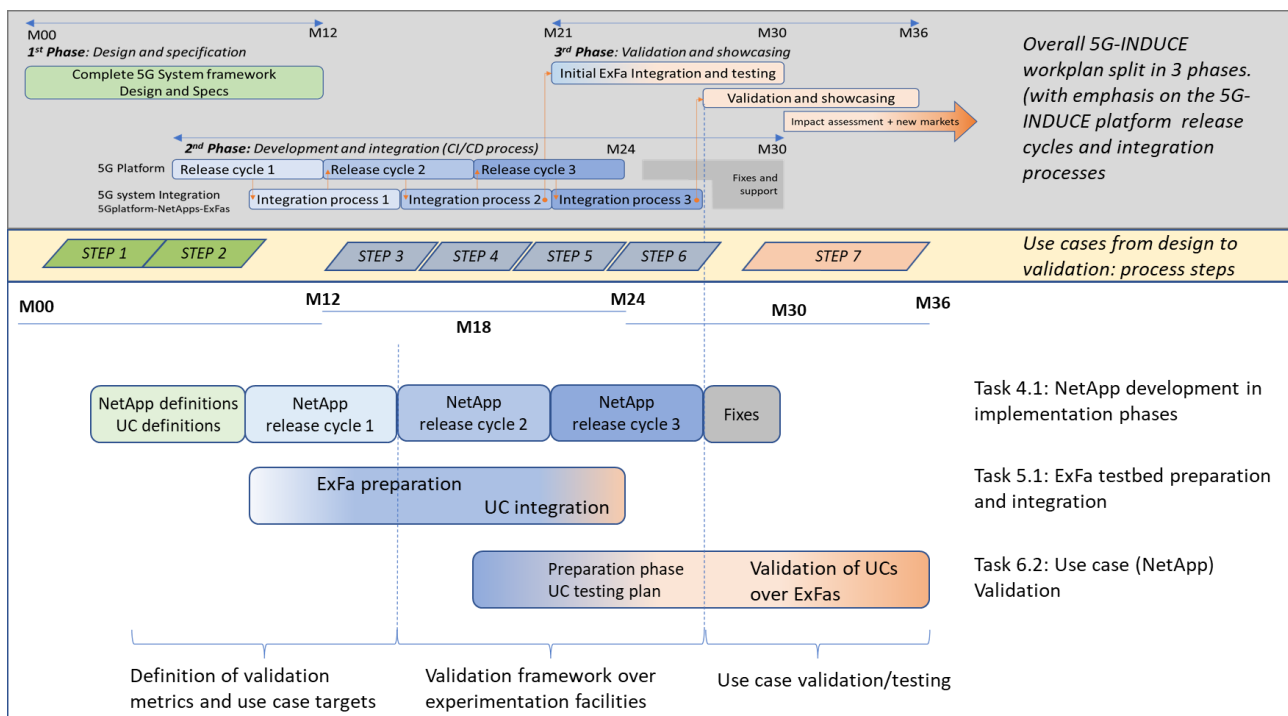 M00
M12
M21
M30
M36
1st Phase: Design and specification
3rd Phase: Validation and showcasing
Complete 5G System framework
Design and Specs
Initial ExFa Integration and testing
Validation and showcasing
Impact assessment + new markets
2nd Phase: Development and integration (CI/CD process)
M24
M30
5G Platform
Release cycle 1
Release cycle 2
Release cycle 3
5G system Integration
5Gplatform-NetApps-ExFas
Integration process 1
Integration process 2
Integration process 3
Fixes and
support
Overall 5G-INDUCE
workplan split in 3 phases.
(with emphasis on the 5G-
INDUCE platform release
cycles and integration
processes
STEP 1
STEP 2
STEP 3
STEP 4
STEP 5
STEP 6
STEP 7
Use cases from design to
validation: process steps
M00
M12
M18
M24
M30
M36
NetApp definitions
UC definitions
NetApp
release cycle 1
NetApp
release cycle 2
NetApp
release cycle 3
Fixes
Task 4.1: NetApp development in
implementation phases
ExFa preparation
UC integration
Task 5.1: ExFa testbed preparation
and integration
Preparation phase
UC testing plan
Validation of UCs
over ExFas
Task 6.2: Use case (NetApp)
Validation
Definition of validation
metrics and use case targets
Validation framework over
experimentation facilities
Use case validation/testing